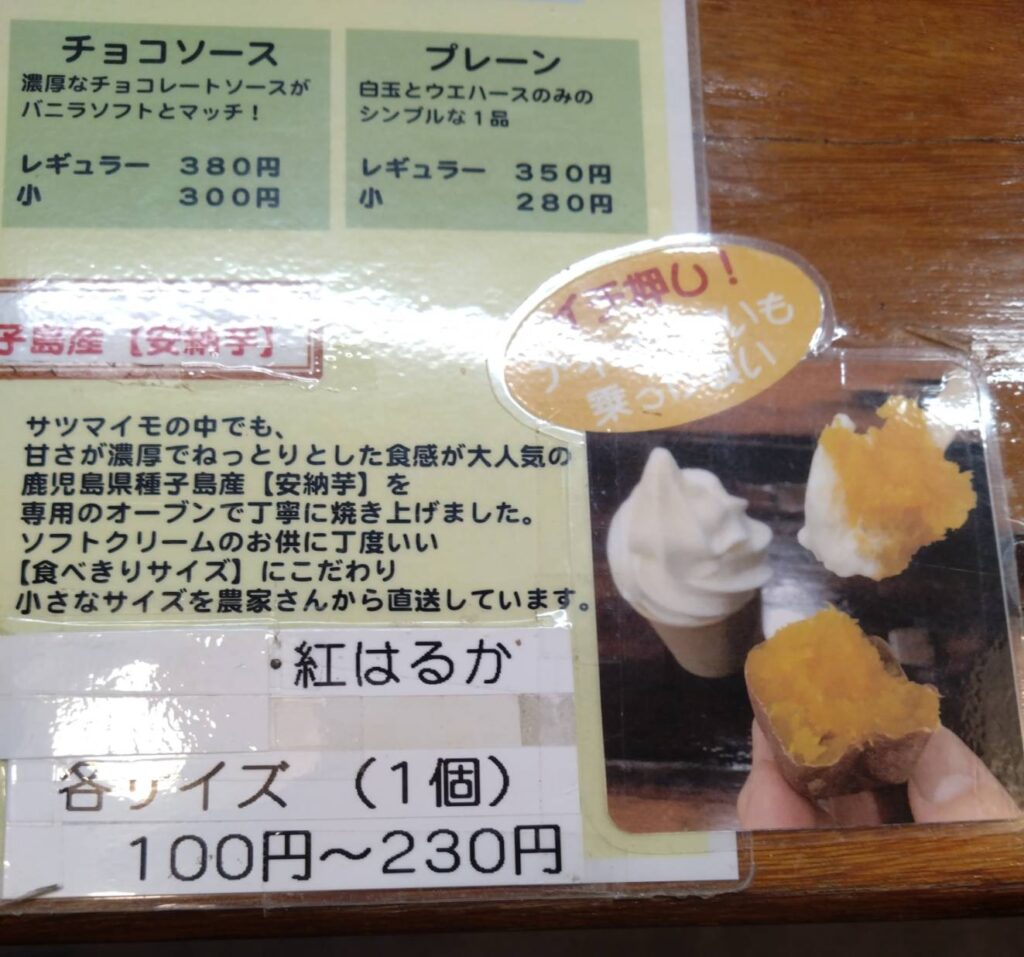 チョコソース
濃厚なチョコレートソースが
バニラソフトとマッチ！
レギュラー 380円
小 300円
プレーン
白玉とウエハースのみの
シンプルな1品
レギュラー 350円
小 280円
子島産【安納芋】
押し！
いも
サツマイモの中でも、
甘さが濃厚でねっとりとした食感が大人気の
鹿児島県種子島産【安納芋】を
専用のオーブンで丁寧に焼き上げました。
ソフトクリームのお供に丁度いい
【食べきりサイズ】にこだわり
小さなサイズを農家さんから直送しています。
・紅はるか
各サイズ （1個）
100円～230円